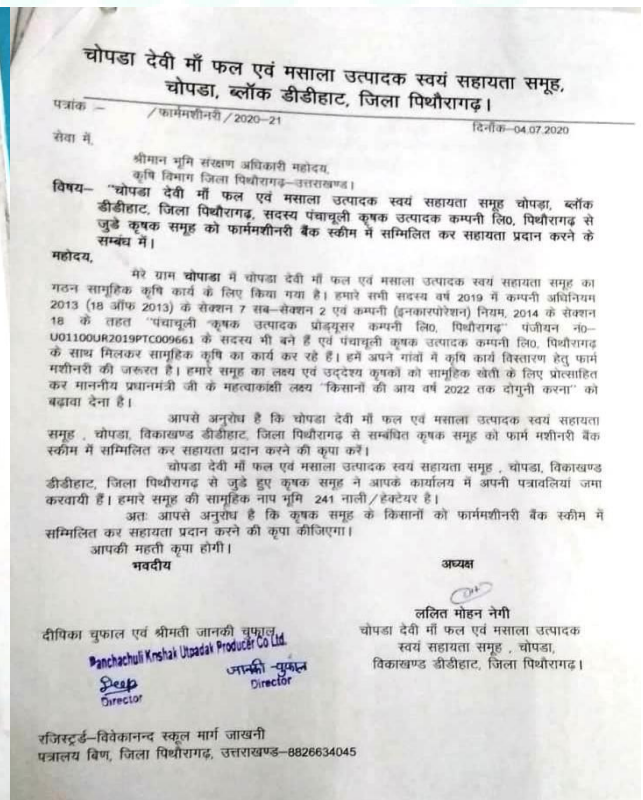 चोपडा देवी माँ फल एवं मसाला उत्पादक स्वयं सहायता समूह,
चोपडा, ब्लॉक डीडीहाट, जिला पिथौरागढ़।
पत्रांक :– /फार्ममशीनरी/2020-21 दिनाँक–04.07.2020
सेवा में,
श्रीमान भूमि संरक्षण अधिकारी महोदय,
कृषि विभाग जिला पिथौरागढ़–उत्तराखण्ड।
विषय– "चोपडा देवी माँ फल एवं मसाला उत्पादक स्वयं सहायता समूह चोपड़ा, ब्लॉक
डीडीहाट, जिला पिथौरागढ़, सदस्य पंचाचूली कृषक उत्पादक कम्पनी लि0, पिथौरागढ़ से
जुडे कृषक समूह को फार्ममशीनरी बैंक स्कीम में सम्मिलित कर सहायता प्रदान करने के
सम्बंध में।
महोदय,
मेरे ग्राम चोपाडा में चोपडा देवी माँ फल एवं मसाला उत्पादक स्वयं सहायता समूह का
गठन सामूहिक कृषि कार्य के लिए किया गया है। हमारे सभी सदस्य वर्ष 2019 में कम्पनी अधिनियम
2013 (18 ऑफ 2013) के सेक्शन 7 सब–सेक्शन 2 एवं कम्पनी (इनकारपोरेशन) नियम, 2014 के सेक्शन
18 के तहत "पंचाचूली कृषक उत्पादक प्रोड्यूसर कम्पनी लि0, पिथौरागढ़" पंजीयन नं0–
U01100UR2019PTC009661 के सदस्य भी बने हैं एवं पंचाचूली कृषक उत्पादक कम्पनी लि0, पिथौरागढ़
के साथ मिलकर सामूहिक कृषि का कार्य कर रहे हैं। हमें अपने गांवों में कृषि कार्य विस्तारण हेतु फार्म
मशीनरी की जरूरत है। हमारे समूह का लक्ष्य एवं उद्देश्य कृषकों को सामूहिक खेती के लिए प्रोत्साहित
कर माननीय प्रधानमंत्री जी के महत्वाकांक्षी लक्ष्य "किसानों की आय वर्ष 2022 तक दोगुनी करना" को
बढ़ावा देना है।
आपसे अनुरोध है कि चोपडा देवी माँ फल एवं मसाला उत्पादक स्वयं सहायता
समूह , चोपडा, विकाखण्ड डीडीहाट, जिला पिथौरागढ़ से सम्बंधित कृषक समूह को फार्म मशीनरी बैंक
स्कीम में सम्मिलित कर सहायता प्रदान करने की कृपा करें।
चोपडा देवी माँ फल एवं मसाला उत्पादक स्वयं सहायता समूह , चोपडा, विकाखण्ड
डीडीहाट, जिला पिथौरागढ़ से जुडे हुए कृषक समूह ने आपके कार्यालय में अपनी पत्रावलियां जमा
करवायी हैं। हमारे समूह की सामूहिक नाप भूमि 241 नाली/हेक्टेयर है।
अतः आपसे अनुरोध है कि कृषक समूह के किसानों को फार्ममशीनरी बैंक स्कीम में
सम्मिलित कर सहायता प्रदान करने की कृपा कीजिएगा।
आपकी महती कृपा होगी।
भवदीय अध्यक्ष
ललित मोहन नेगी
दीपिका चुफाल एवं श्रीमती जानकी चुफाल चोपडा देवी माँ फल एवं मसाला उत्पादक
स्वयं सहायता समूह , चोपडा,
विकाखण्ड डीडीहाट, जिला पिथौरागढ़।
Panchachuli Krishak Utpadak Producer Co Ltd.
Deep जानकी चुफाल
Director Director
रजिस्टर्ड–विवेकानन्द स्कूल मार्ग जाखनी
पत्रालय बिण, जिला पिथौरागढ़, उत्तराखण्ड–8826634045